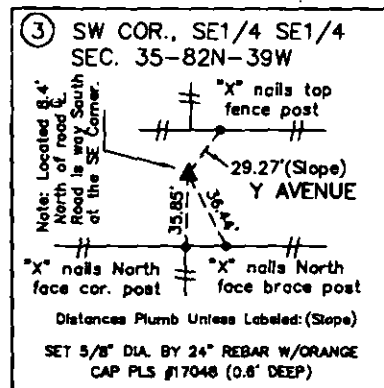 3 SW COR., SE1/4 SE1/4
SEC. 35-82N-39W
"X" nails top
fence post
Note: Located 8.4'
North of road ℄
Road is way South
at the SE Corner.
29.27'(Slope)
Y AVENUE
35.85'
36.44'
"X" nails North
face cor. post
"X" nails North
face brace post
Distances Plumb Unless Labeled:(Slope)
SET 5/8" DIA. BY 24" REBAR W/ORANGE
CAP PLS #17048 (0.6' DEEP)